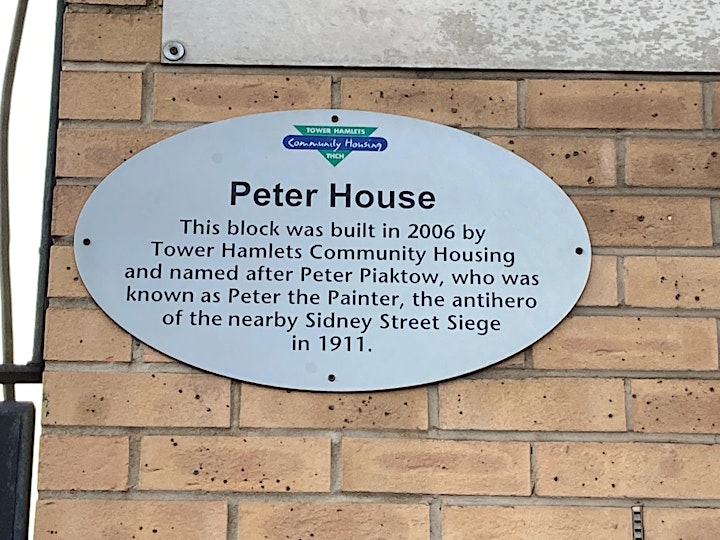 TOWER HAMLETS
Community Housing
THCH
Peter House
This block was built in 2006 by
Tower Hamlets Community Housing
and named after Peter Piaktow, who was
known as Peter the Painter, the antihero
of the nearby Sidney Street Siege
in 1911.